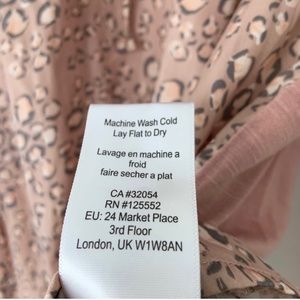 Machine Wash Cold
Lay Flat to Dry
Lavage en machine a
froid
faire secher a plat
CA #32054
RN #125552
EU: 24 Market Place
3rd Floor
London, UK W1W8AN